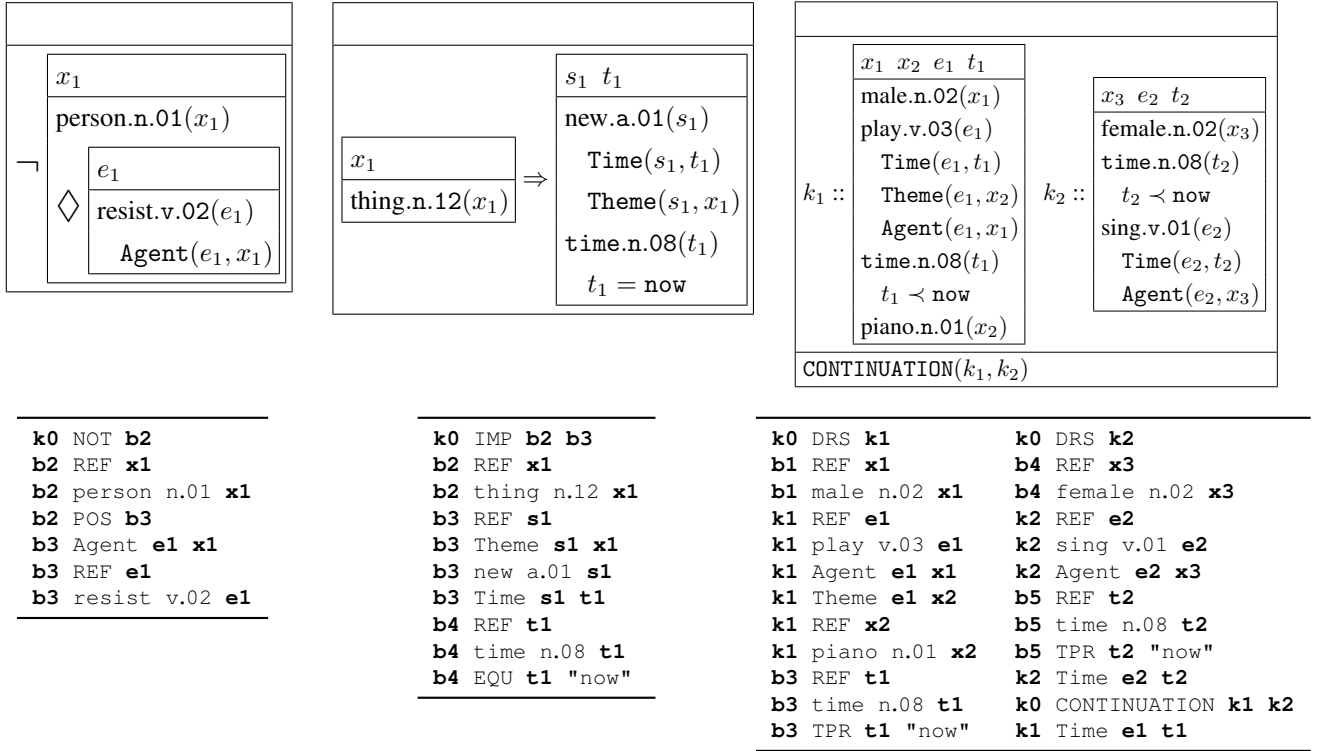 x₁
person.n.01(x₁)
¬
e₁
◇
resist.v.02(e₁)
Agent(e₁, x₁)
x₁
thing.n.12(x₁)
⇒
s₁ t₁
new.a.01(s₁)
Time(s₁, t₁)
Theme(s₁, x₁)
time.n.08(t₁)
t₁ = now
k₁ ::
x₁ x₂ e₁ t₁
male.n.02(x₁)
play.v.03(e₁)
Time(e₁, t₁)
Theme(e₁, x₂)
Agent(e₁, x₁)
time.n.08(t₁)
t₁ ≺ now
piano.n.01(x₂)
k₂ ::
x₃ e₂ t₂
female.n.02(x₃)
time.n.08(t₂)
t₂ ≺ now
sing.v.01(e₂)
Time(e₂, t₂)
Agent(e₂, x₃)
CONTINUATION(k₁, k₂)
k0 NOT b2
b2 REF x1
b2 person n.01 x1
b2 POS b3
b3 Agent e1 x1
b3 REF e1
b3 resist v.02 e1
k0 IMP b2 b3
b2 REF x1
b2 thing n.12 x1
b3 REF s1
b3 Theme s1 x1
b3 new a.01 s1
b3 Time s1 t1
b4 REF t1
b4 time n.08 t1
b4 EQU t1 "now"
k0 DRS k1
b1 REF x1
b1 male n.02 x1
k1 REF e1
k1 play v.03 e1
k1 Agent e1 x1
k1 Theme e1 x2
k1 REF x2
k1 piano n.01 x2
b3 REF t1
b3 time n.08 t1
b3 TPR t1 "now"
k0 DRS k2
b4 REF x3
b4 female n.02 x3
k2 REF e2
k2 sing v.01 e2
k2 Agent e2 x3
b5 REF t2
b5 time n.08 t2
b5 TPR t2 "now"
k2 Time e2 t2
k0 CONTINUATION k1 k2
k1 Time e1 t1